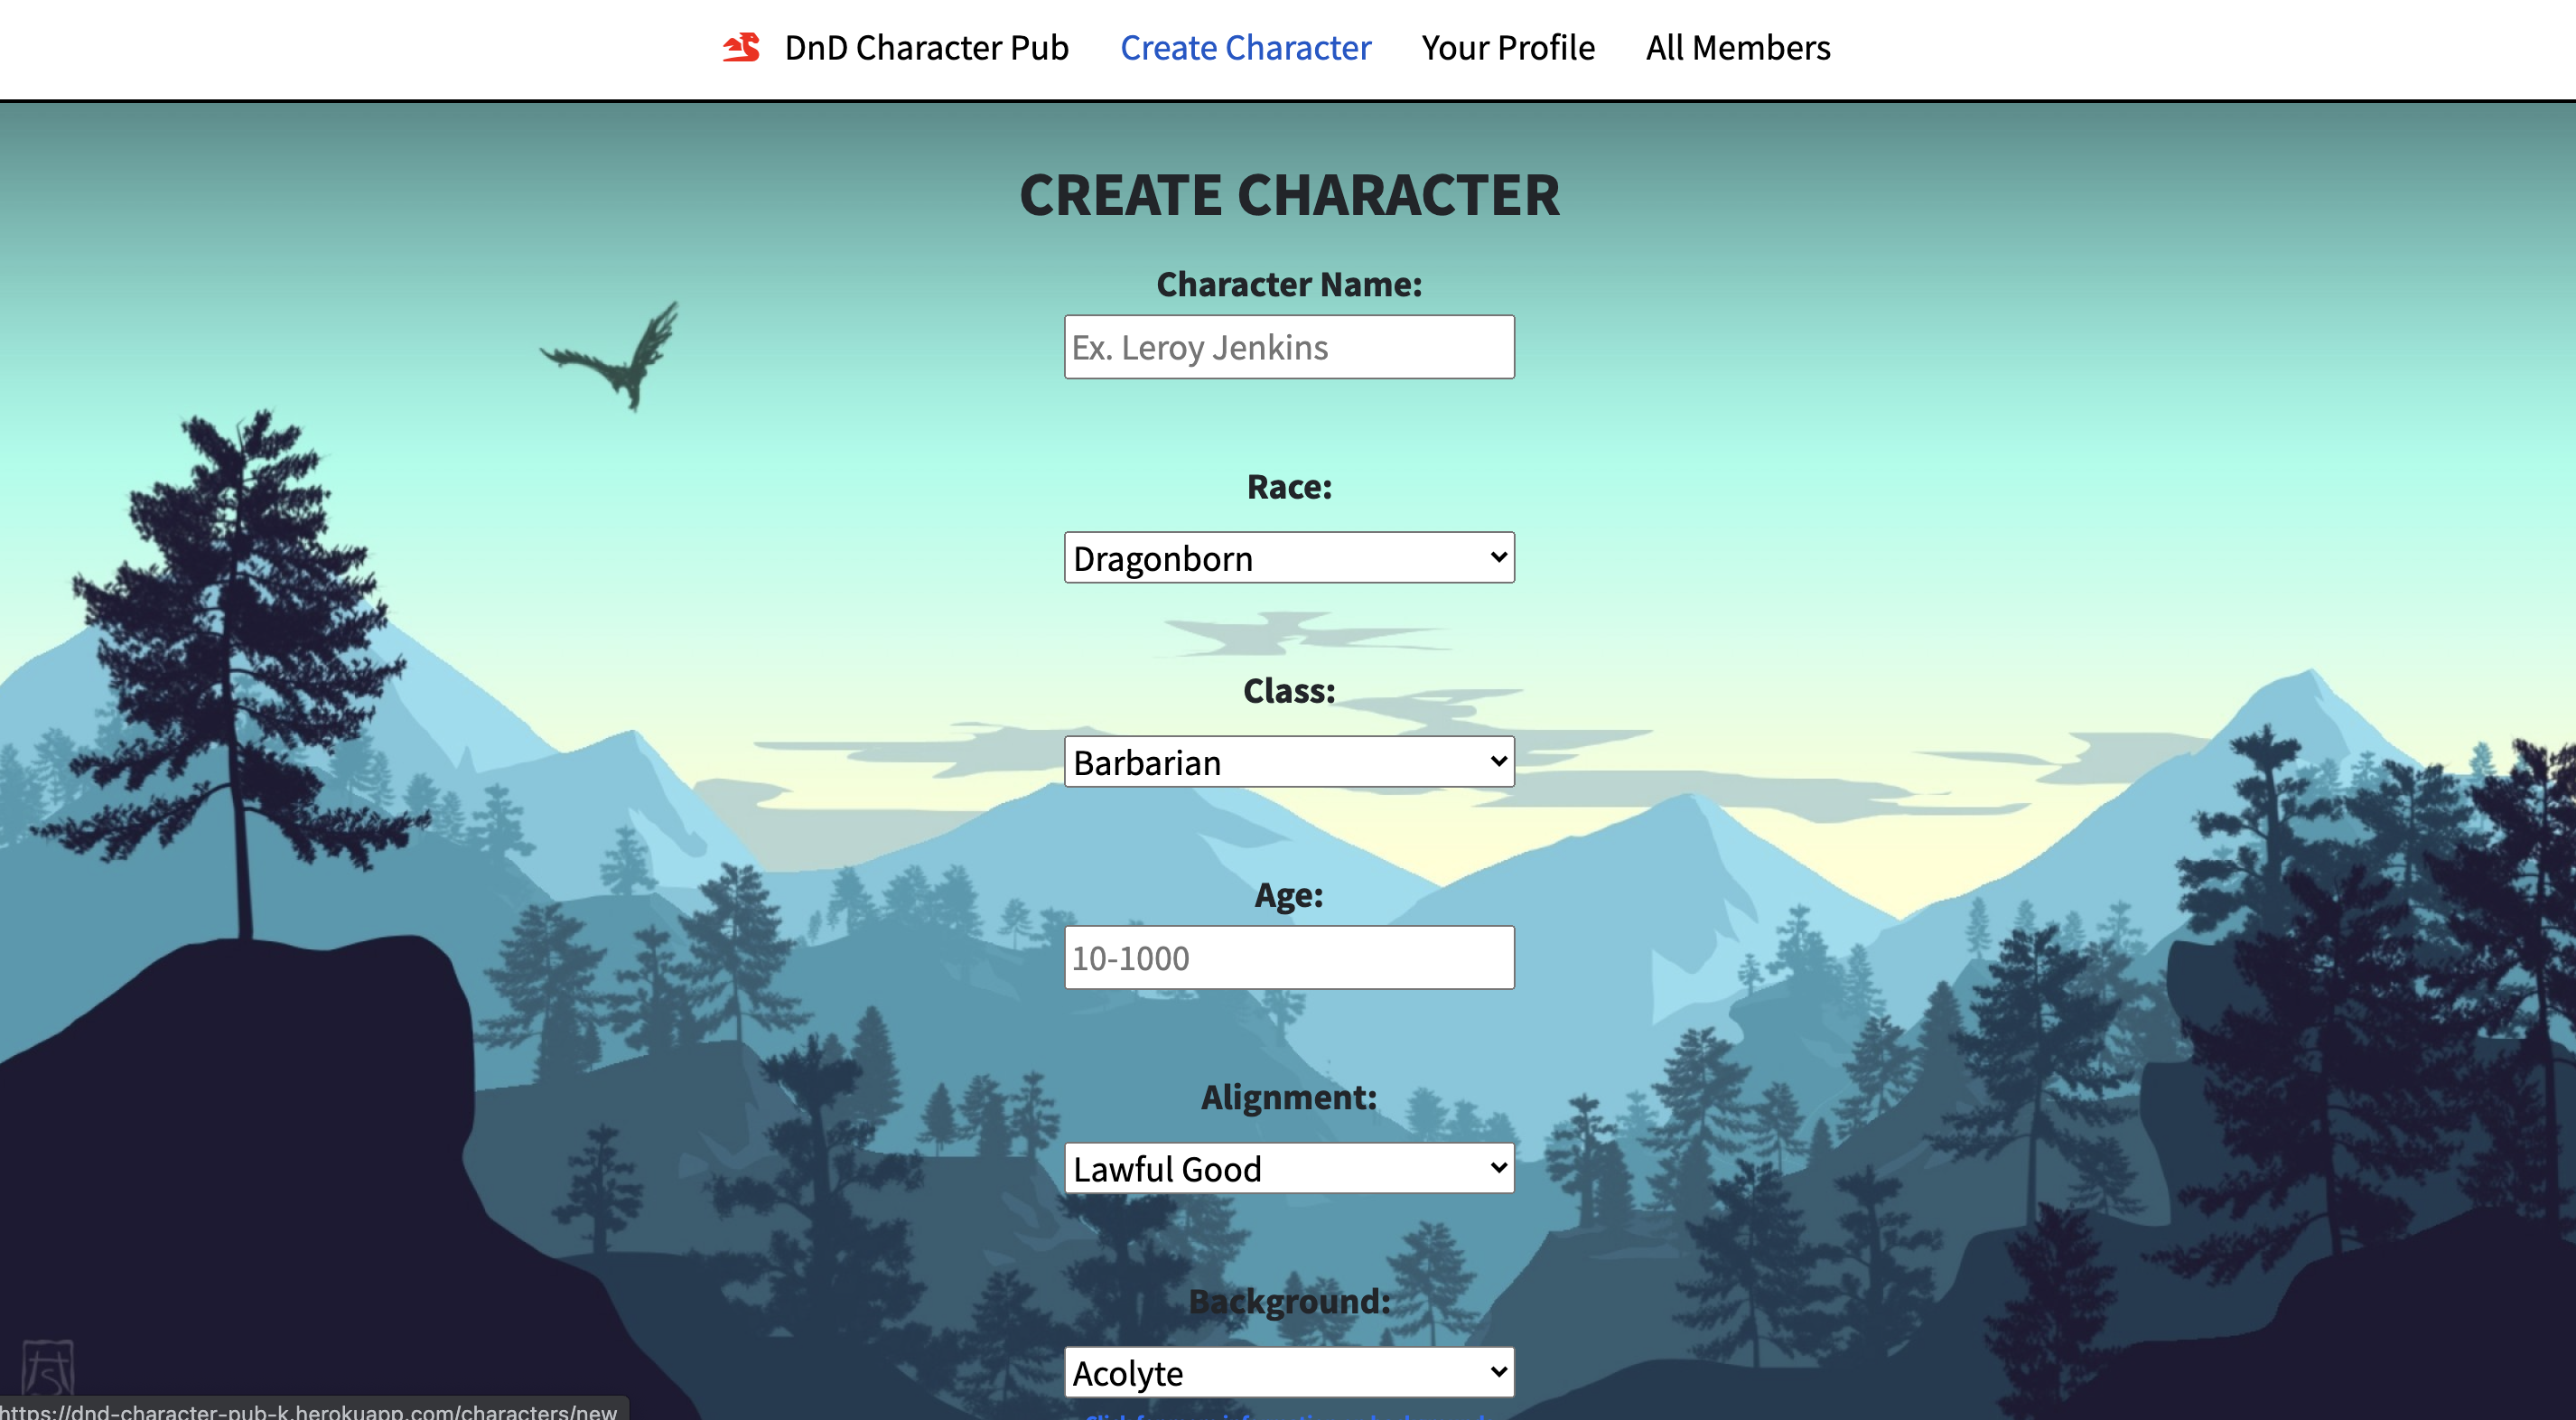 DnD Character Pub Create Character Your Profile All Members
CREATE CHARACTER
Character Name:
Ex. Leroy Jenkins
Race:
Dragonborn
Class:
Barbarian
Age:
10-1000
Alignment:
Lawful Good
Background:
Acolyte
https://dnd-character-pub-k.herokuapp.com/characters/new